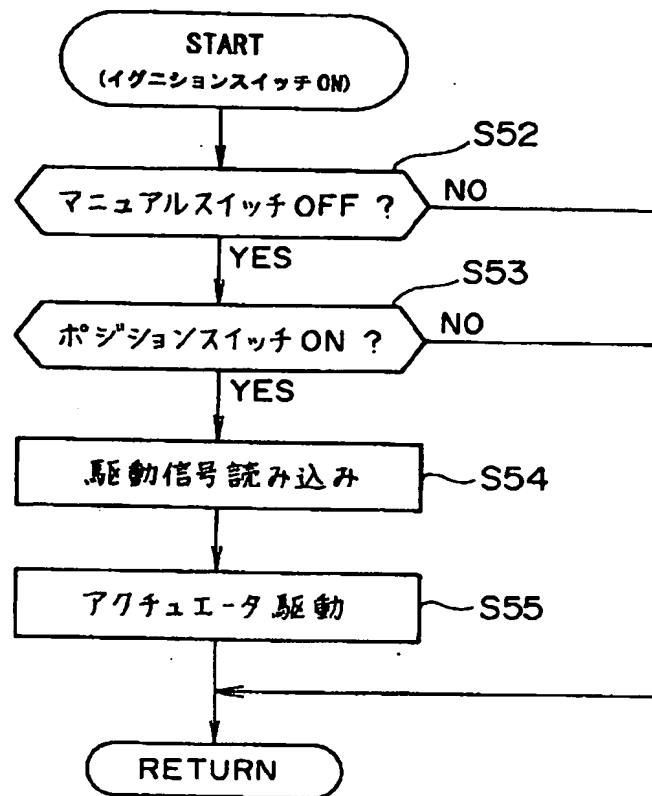 START
(イグニションスイッチON)
S52
マニュアルスイッチOFF ?
NO
YES
S53
ポジションスイッチON ?
NO
YES
駆動信号読み込み
S54
アクチュエータ駆動
S55
RETURN